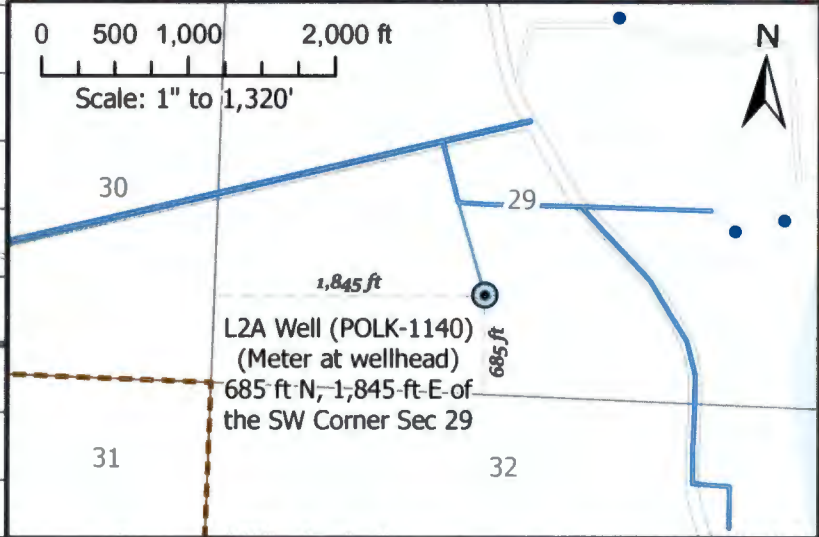 0 500 1,000 2,000 ft
Scale: 1" to 1,320'
N
30
29
1,845 ft
685 ft
L2A Well (POLK-1140)
(Meter at wellhead)
685 ft N, 1,845 ft E of
the SW Corner Sec 29
31
32